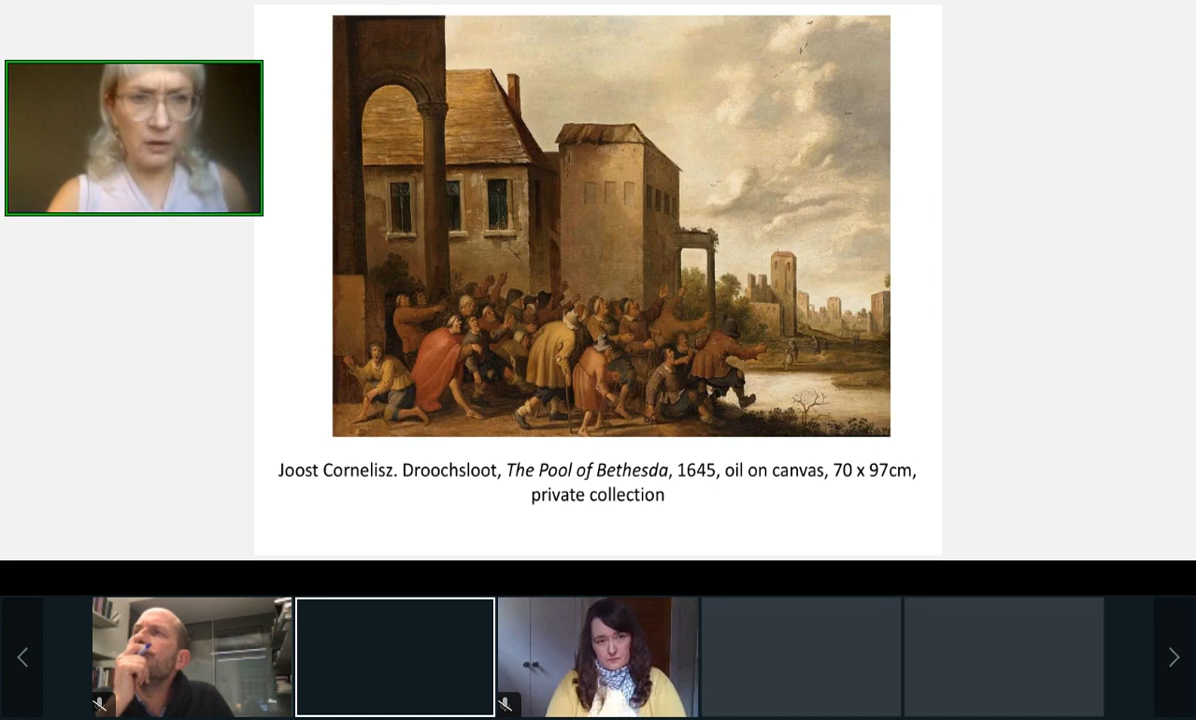 Joost Cornelisz. Droochsloot, The Pool of Bethesda, 1645, oil on canvas, 70 x 97cm,
private collection